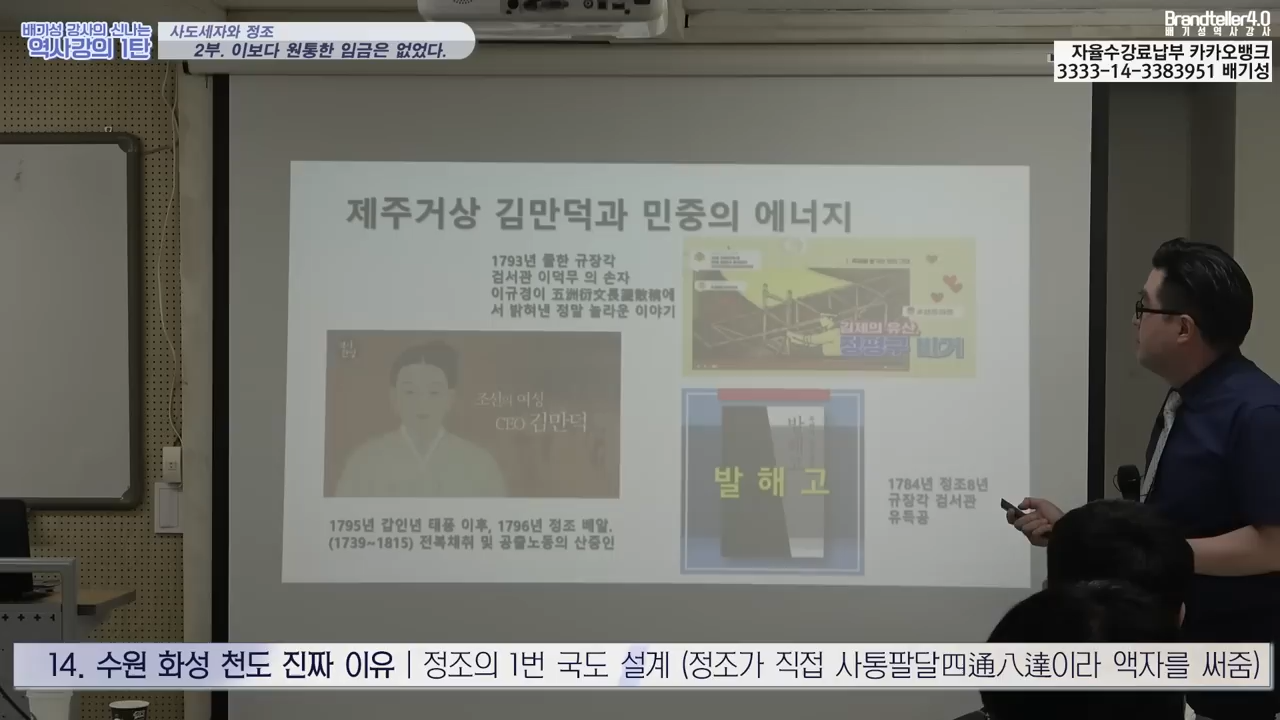 배기성 강사의 신나는
역사강의 1탄
사도세자와 정조
2부. 이보다 원통한 임금은 없었다.
Brandteller4.0
배기성역사강사
자율수강료납부 카카오뱅크
3333-14-3383951 배기성
제주거상 김만덕과 민중의 에너지
1793년 몰한 규장각
검서관 이덕무 의 손자
이규경이 五洲衍文長箋散稿에
서 밝혀낸 정말 놀라운 이야기
김제의 유산,
정평구 비거
조선의 여성
CEO 김만덕
발해고
1784년 정조8년
규장각 검서관
유득공
1795년 갑인년 태풍 이후, 1796년 정조 배알.
(1739~1815) 전복채취 및 공출노동의 산증인
14. 수원 화성 천도 진짜 이유 | 정조의 1번 국도 설계 (정조가 직접 사통팔달四通八達이라 액자를 써줌)